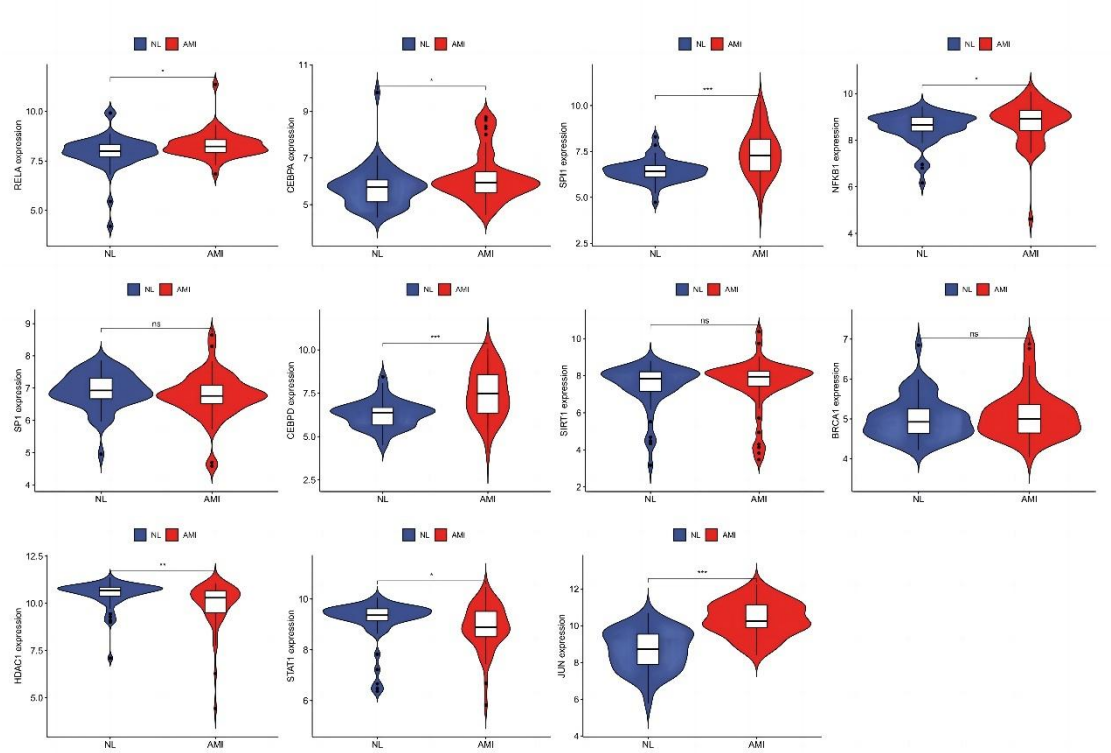 NL AMI
RELA expression
*
10.0
7.5
5.0
NL AMI
NL AMI
CEBPA expression
*
11
9
7
5
NL AMI
NL AMI
SPI1 expression
***
10.0
7.5
5.0
2.5
NL AMI
NL AMI
NFKB1 expression
*
10
8
6
4
NL AMI
NL AMI
SP1 expression
ns
9
8
7
6
5
4
NL AMI
NL AMI
CEBPD expression
***
10.0
7.5
5.0
2.5
NL AMI
NL AMI
SIRT1 expression
ns
10
8
6
4
2
NL AMI
NL AMI
BRCA1 expression
ns
7
6
5
4
NL AMI
NL AMI
HDAC1 expression
**
12.5
10.0
7.5
5.0
NL AMI
NL AMI
STAT1 expression
*
10
8
6
NL AMI
NL AMI
JUN expression
***
12
10
8
6
4
NL AMI